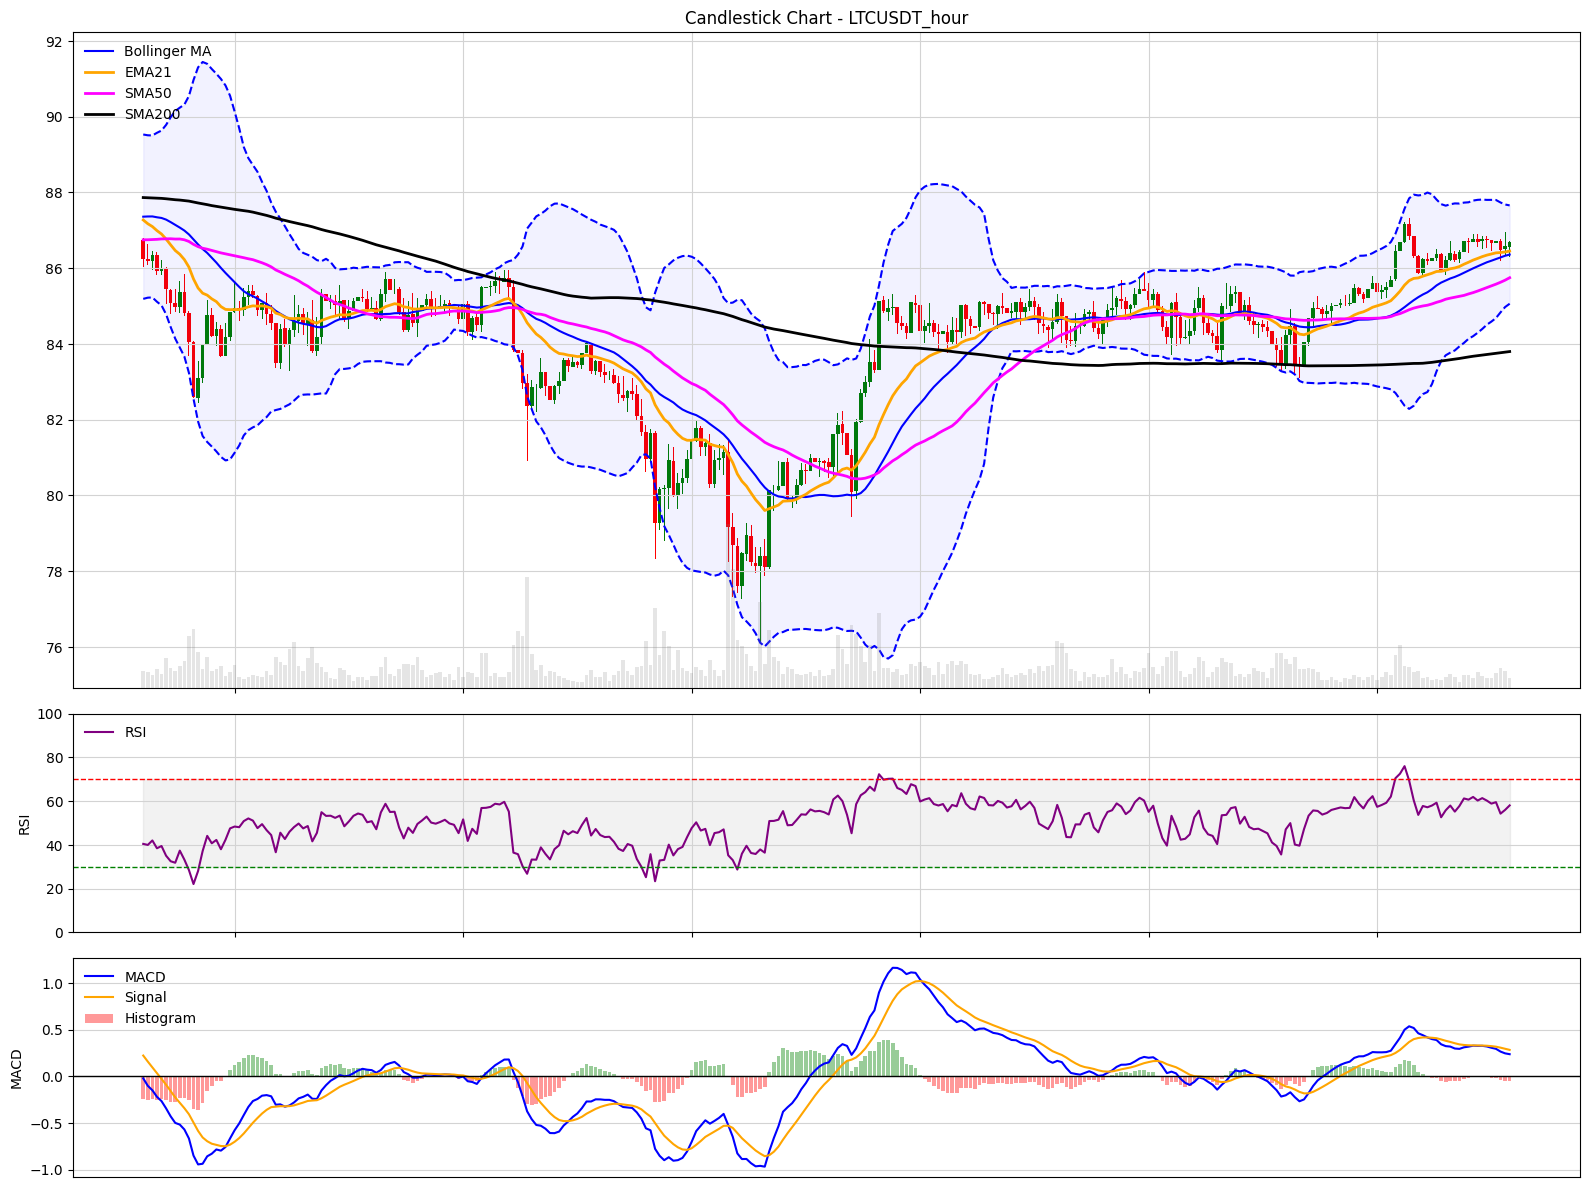 Candlestick Chart - LTCUSDT_hour
92
90
88
86
84
82
80
78
76
Bollinger MA
EMA21
SMA50
SMA200
100
80
60
40
20
0
RSI
RSI
1.0
0.5
0.0
−0.5
−1.0
MACD
MACD
Signal
Histogram